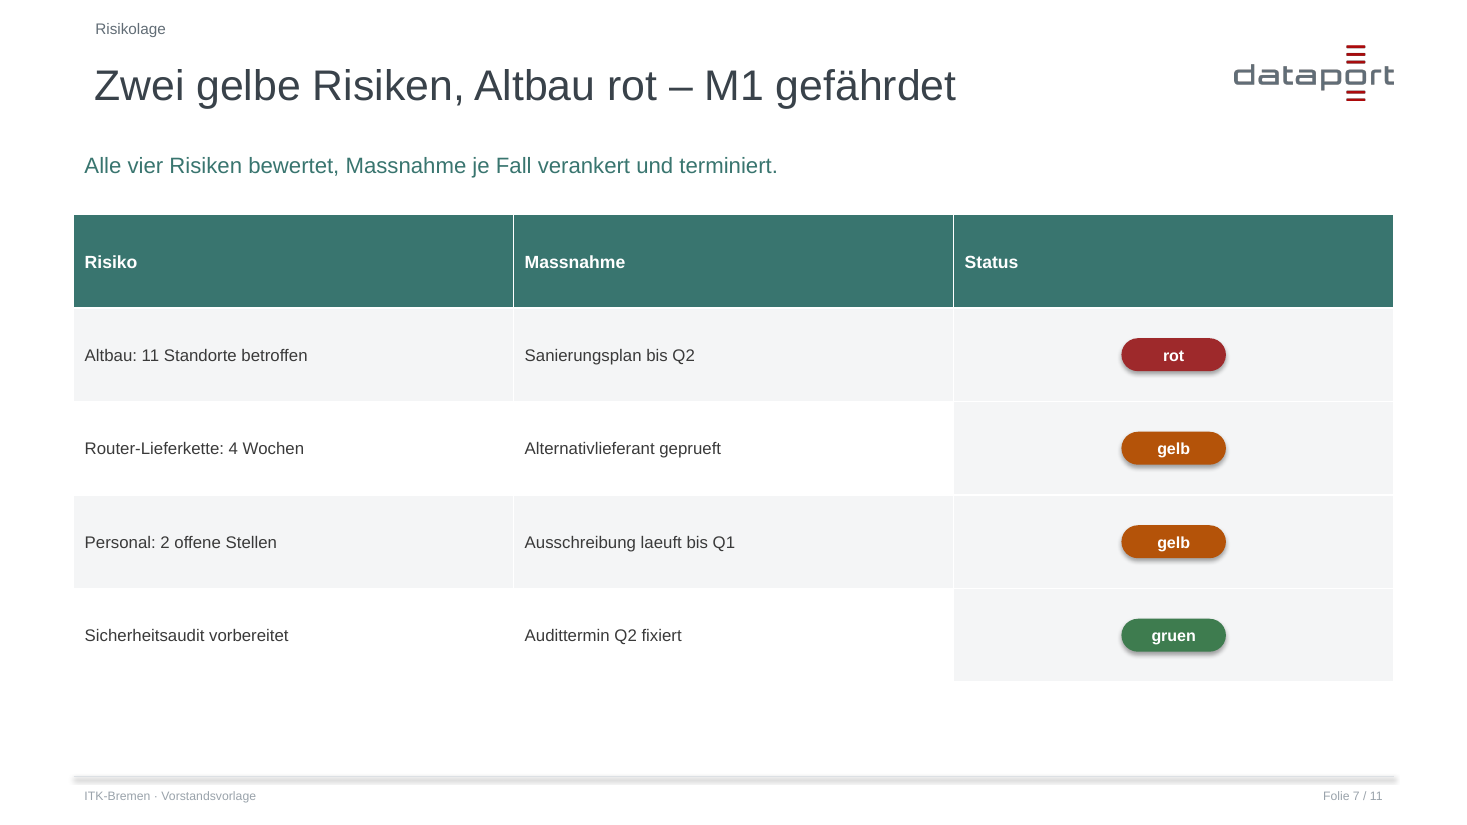 Risikolage
Zwei gelbe Risiken, Altbau rot – M1 gefährdet
dataport
Alle vier Risiken bewertet, Massnahme je Fall verankert und terminiert.
Risiko Massnahme Status
Altbau: 11 Standorte betroffen Sanierungsplan bis Q2 rot
Router-Lieferkette: 4 Wochen Alternativlieferant geprueft gelb
Personal: 2 offene Stellen Ausschreibung laeuft bis Q1 gelb
Sicherheitsaudit vorbereitet Audittermin Q2 fixiert gruen
ITK-Bremen · Vorstandsvorlage Folie 7 / 11